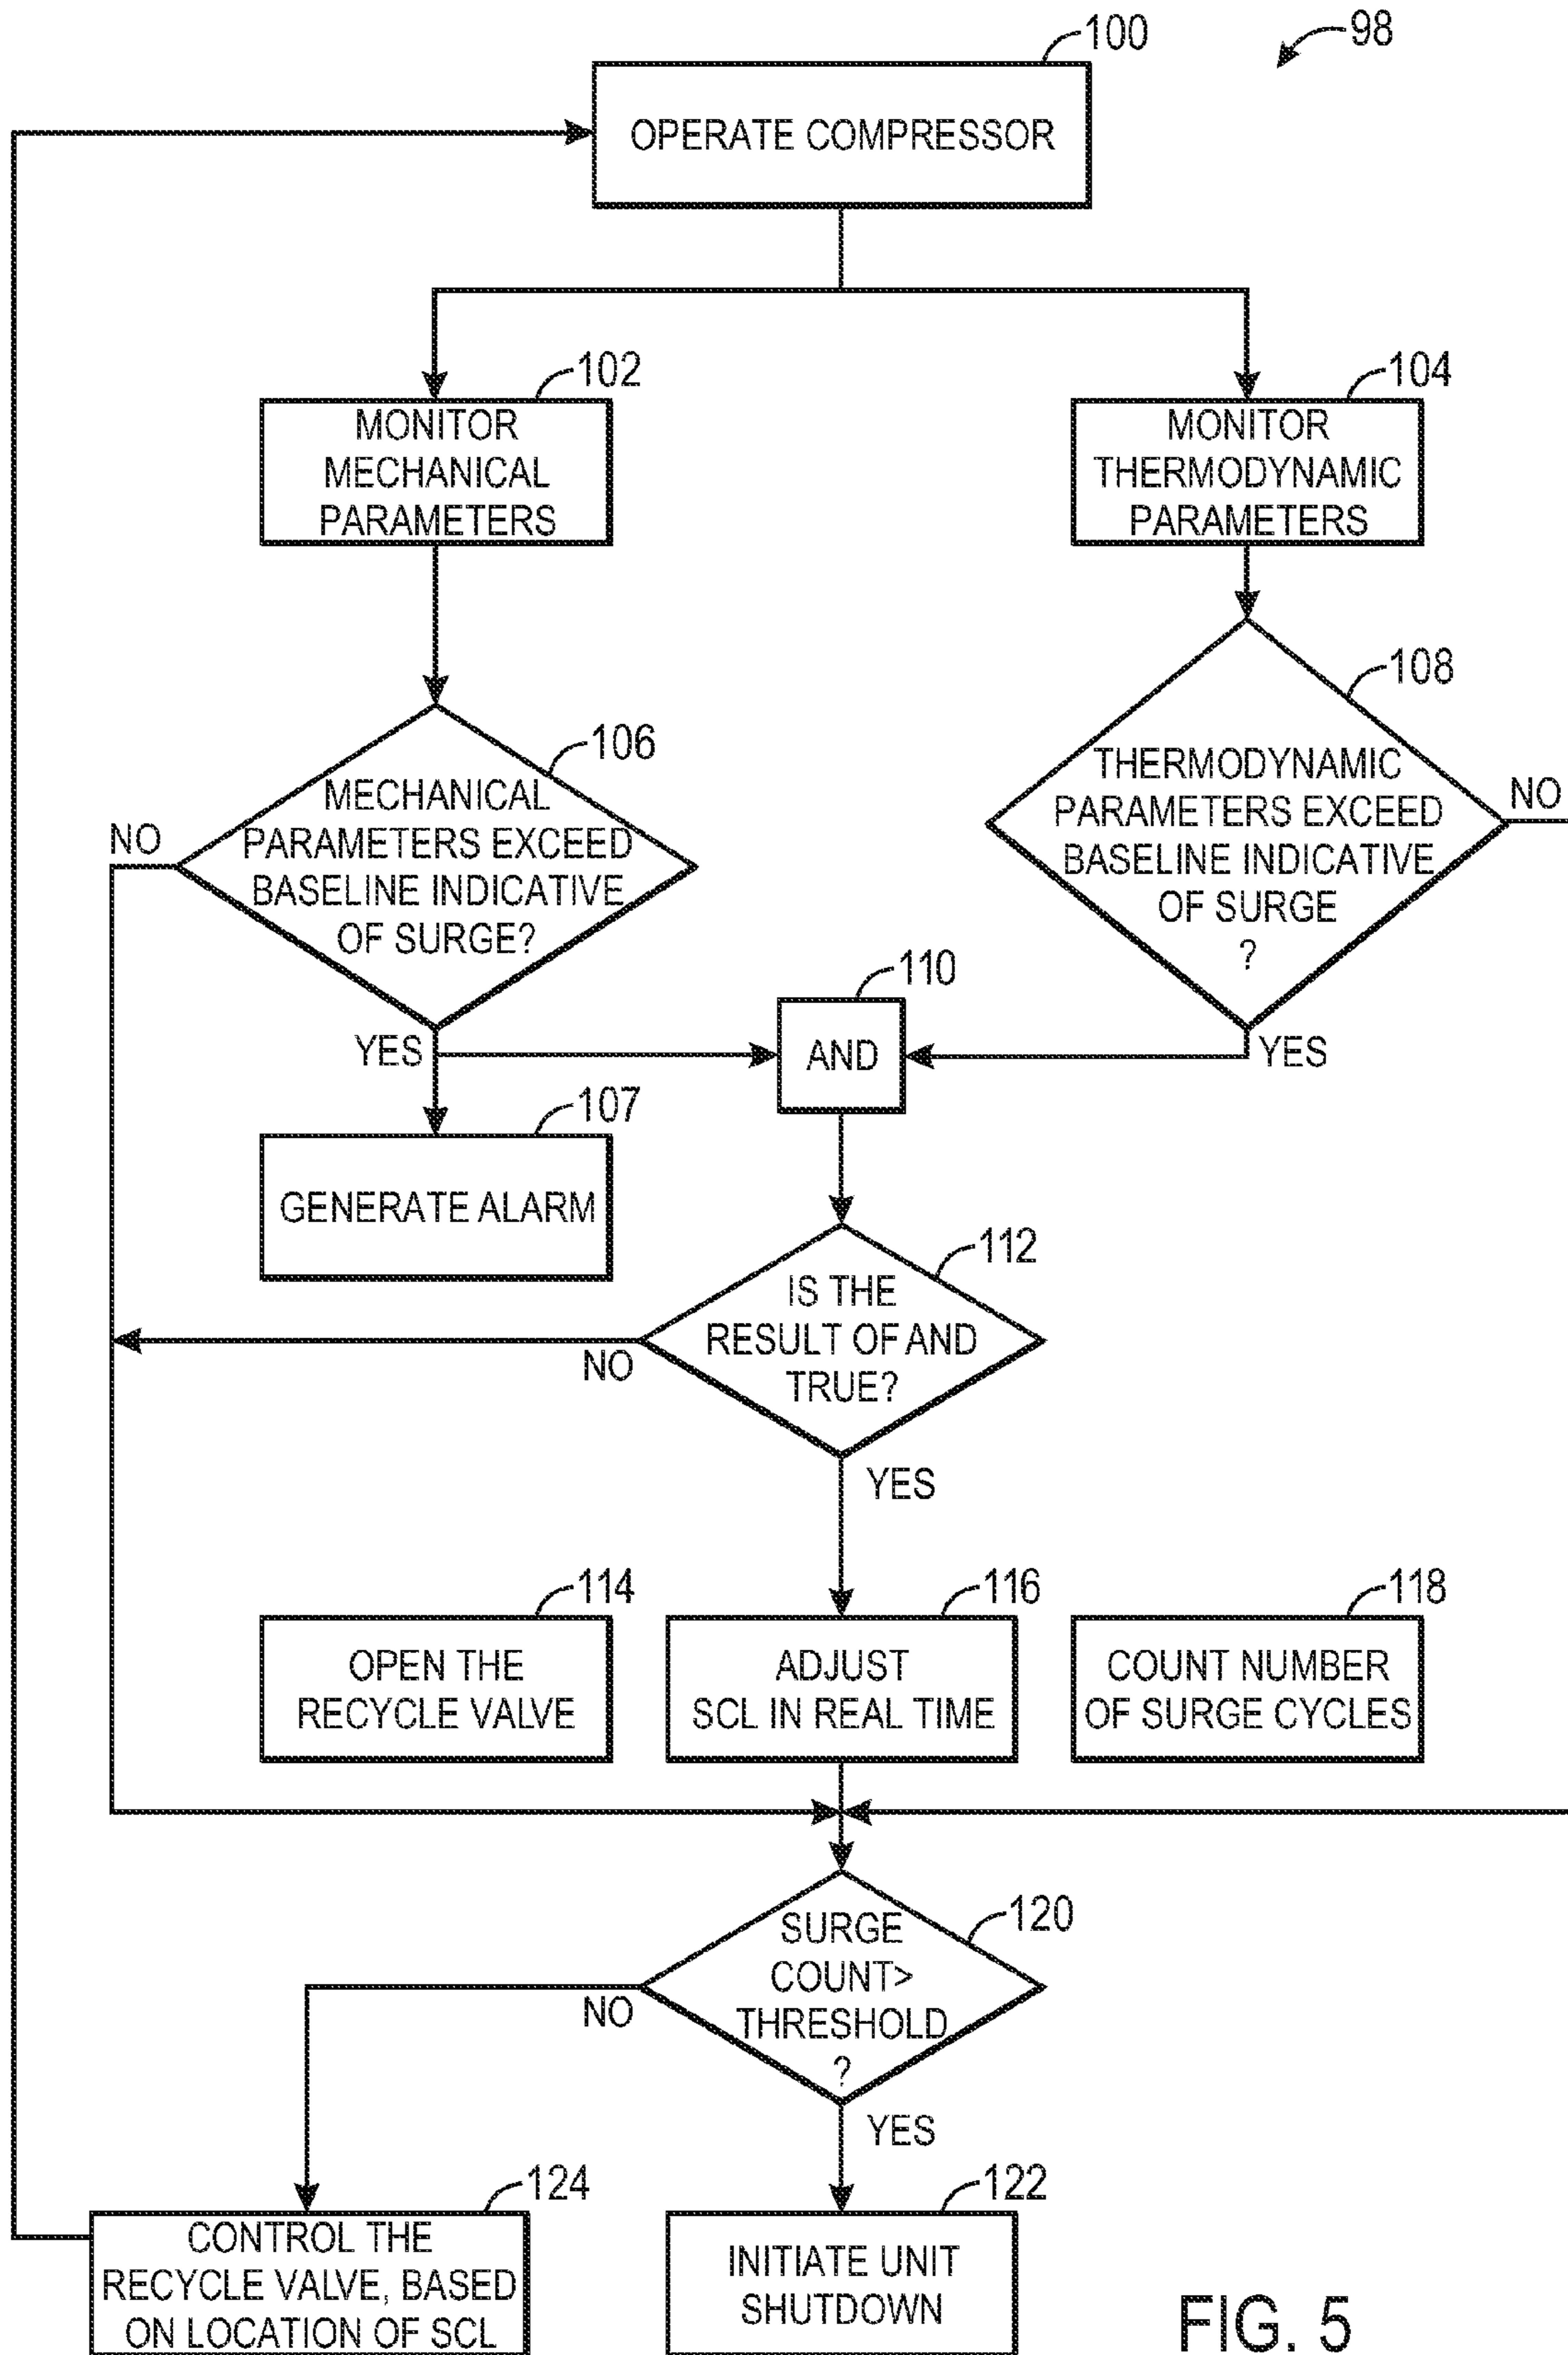 98
100
OPERATE COMPRESSOR
102
MONITOR
MECHANICAL
PARAMETERS
104
MONITOR
THERMODYNAMIC
PARAMETERS
106
MECHANICAL
PARAMETERS EXCEED
BASELINE INDICATIVE
OF SURGE?
NO
YES
108
THERMODYNAMIC
PARAMETERS EXCEED
BASELINE INDICATIVE
OF SURGE
?
NO
YES
110
AND
107
GENERATE ALARM
112
IS THE
RESULT OF AND
TRUE?
NO
YES
114
OPEN THE
RECYCLE VALVE
116
ADJUST
SCL IN REAL TIME
118
COUNT NUMBER
OF SURGE CYCLES
120
SURGE
COUNT>
THRESHOLD
?
NO
YES
124
CONTROL THE
RECYCLE VALVE, BASED
ON LOCATION OF SCL
122
INITIATE UNIT
SHUTDOWN
FIG. 5